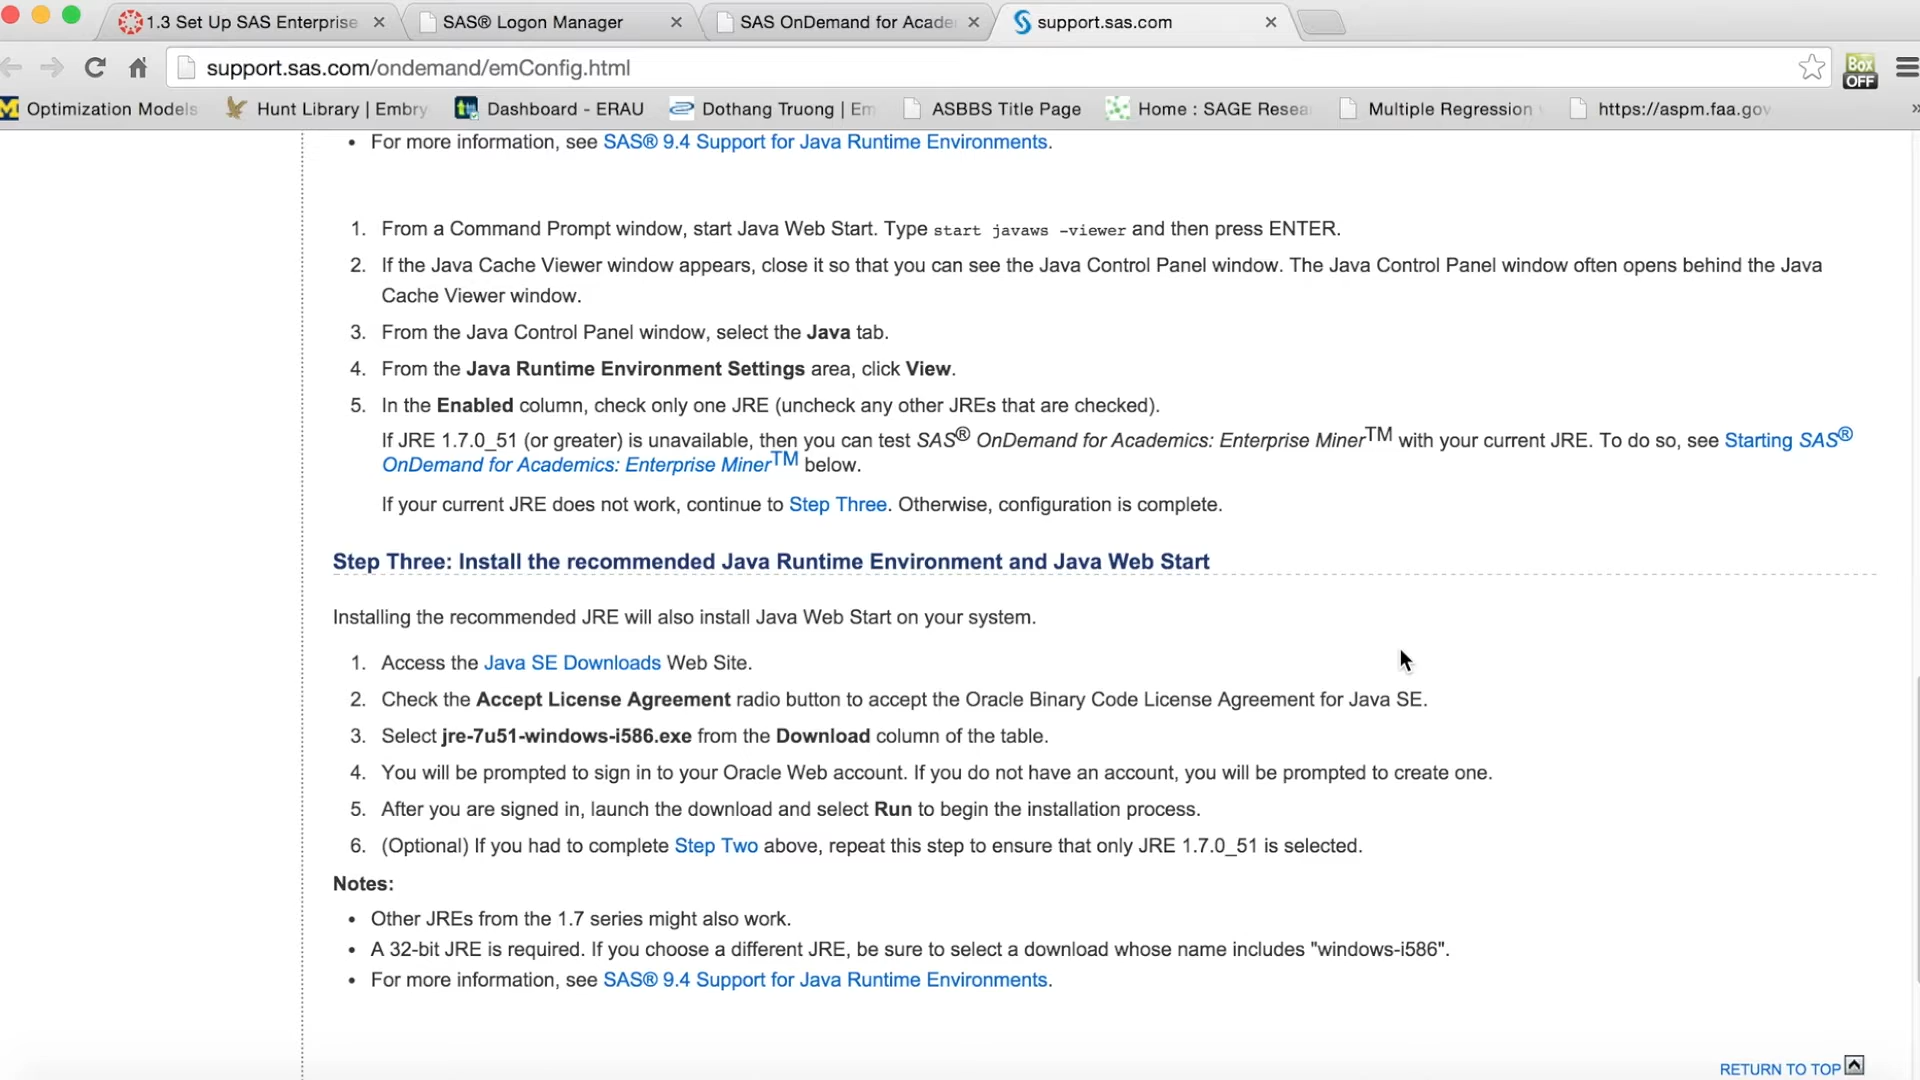 1.3 Set Up SAS Enterprise
SAS® Logon Manager
SAS OnDemand for Acade
support.sas.com
support.sas.com/ondemand/emConfig.html
Box
OFF
M Optimization Models
Hunt Library | Embry
Dashboard - ERAU
Dothang Truong | Em
ASBBS Title Page
Home : SAGE Resea
Multiple Regression
https://aspm.faa.gov
• For more information, see SAS® 9.4 Support for Java Runtime Environments.
1. From a Command Prompt window, start Java Web Start. Type start javaws -viewer and then press ENTER.
2. If the Java Cache Viewer window appears, close it so that you can see the Java Control Panel window. The Java Control Panel window often opens behind the Java
Cache Viewer window.
3. From the Java Control Panel window, select the Java tab.
4. From the Java Runtime Environment Settings area, click View.
5. In the Enabled column, check only one JRE (uncheck any other JREs that are checked).
If JRE 1.7.0_51 (or greater) is unavailable, then you can test SAS® OnDemand for Academics: Enterprise Miner™ with your current JRE. To do so, see Starting SAS®
OnDemand for Academics: Enterprise Miner™ below.
If your current JRE does not work, continue to Step Three. Otherwise, configuration is complete.
Step Three: Install the recommended Java Runtime Environment and Java Web Start
Installing the recommended JRE will also install Java Web Start on your system.
1. Access the Java SE Downloads Web Site.
2. Check the Accept License Agreement radio button to accept the Oracle Binary Code License Agreement for Java SE.
3. Select jre-7u51-windows-i586.exe from the Download column of the table.
4. You will be prompted to sign in to your Oracle Web account. If you do not have an account, you will be prompted to create one.
5. After you are signed in, launch the download and select Run to begin the installation process.
6. (Optional) If you had to complete Step Two above, repeat this step to ensure that only JRE 1.7.0_51 is selected.
Notes:
• Other JREs from the 1.7 series might also work.
• A 32-bit JRE is required. If you choose a different JRE, be sure to select a download whose name includes "windows-i586".
• For more information, see SAS® 9.4 Support for Java Runtime Environments.
RETURN TO TOP